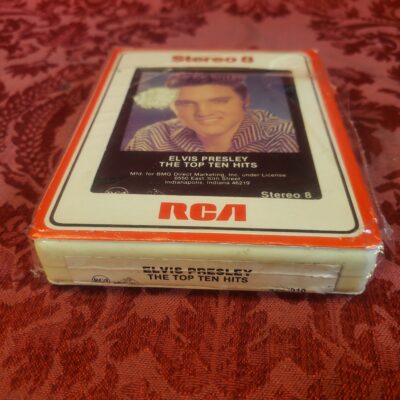 Stereo 8
ELVIS PRESLEY
THE TOP TEN HITS
Mfd. for BMG Direct Marketing, Inc. under License
6550 East 30th Street
Indianapolis, Indiana 46219
Stereo 8
RCA
ELVIS PRESLEY
THE TOP TEN HITS